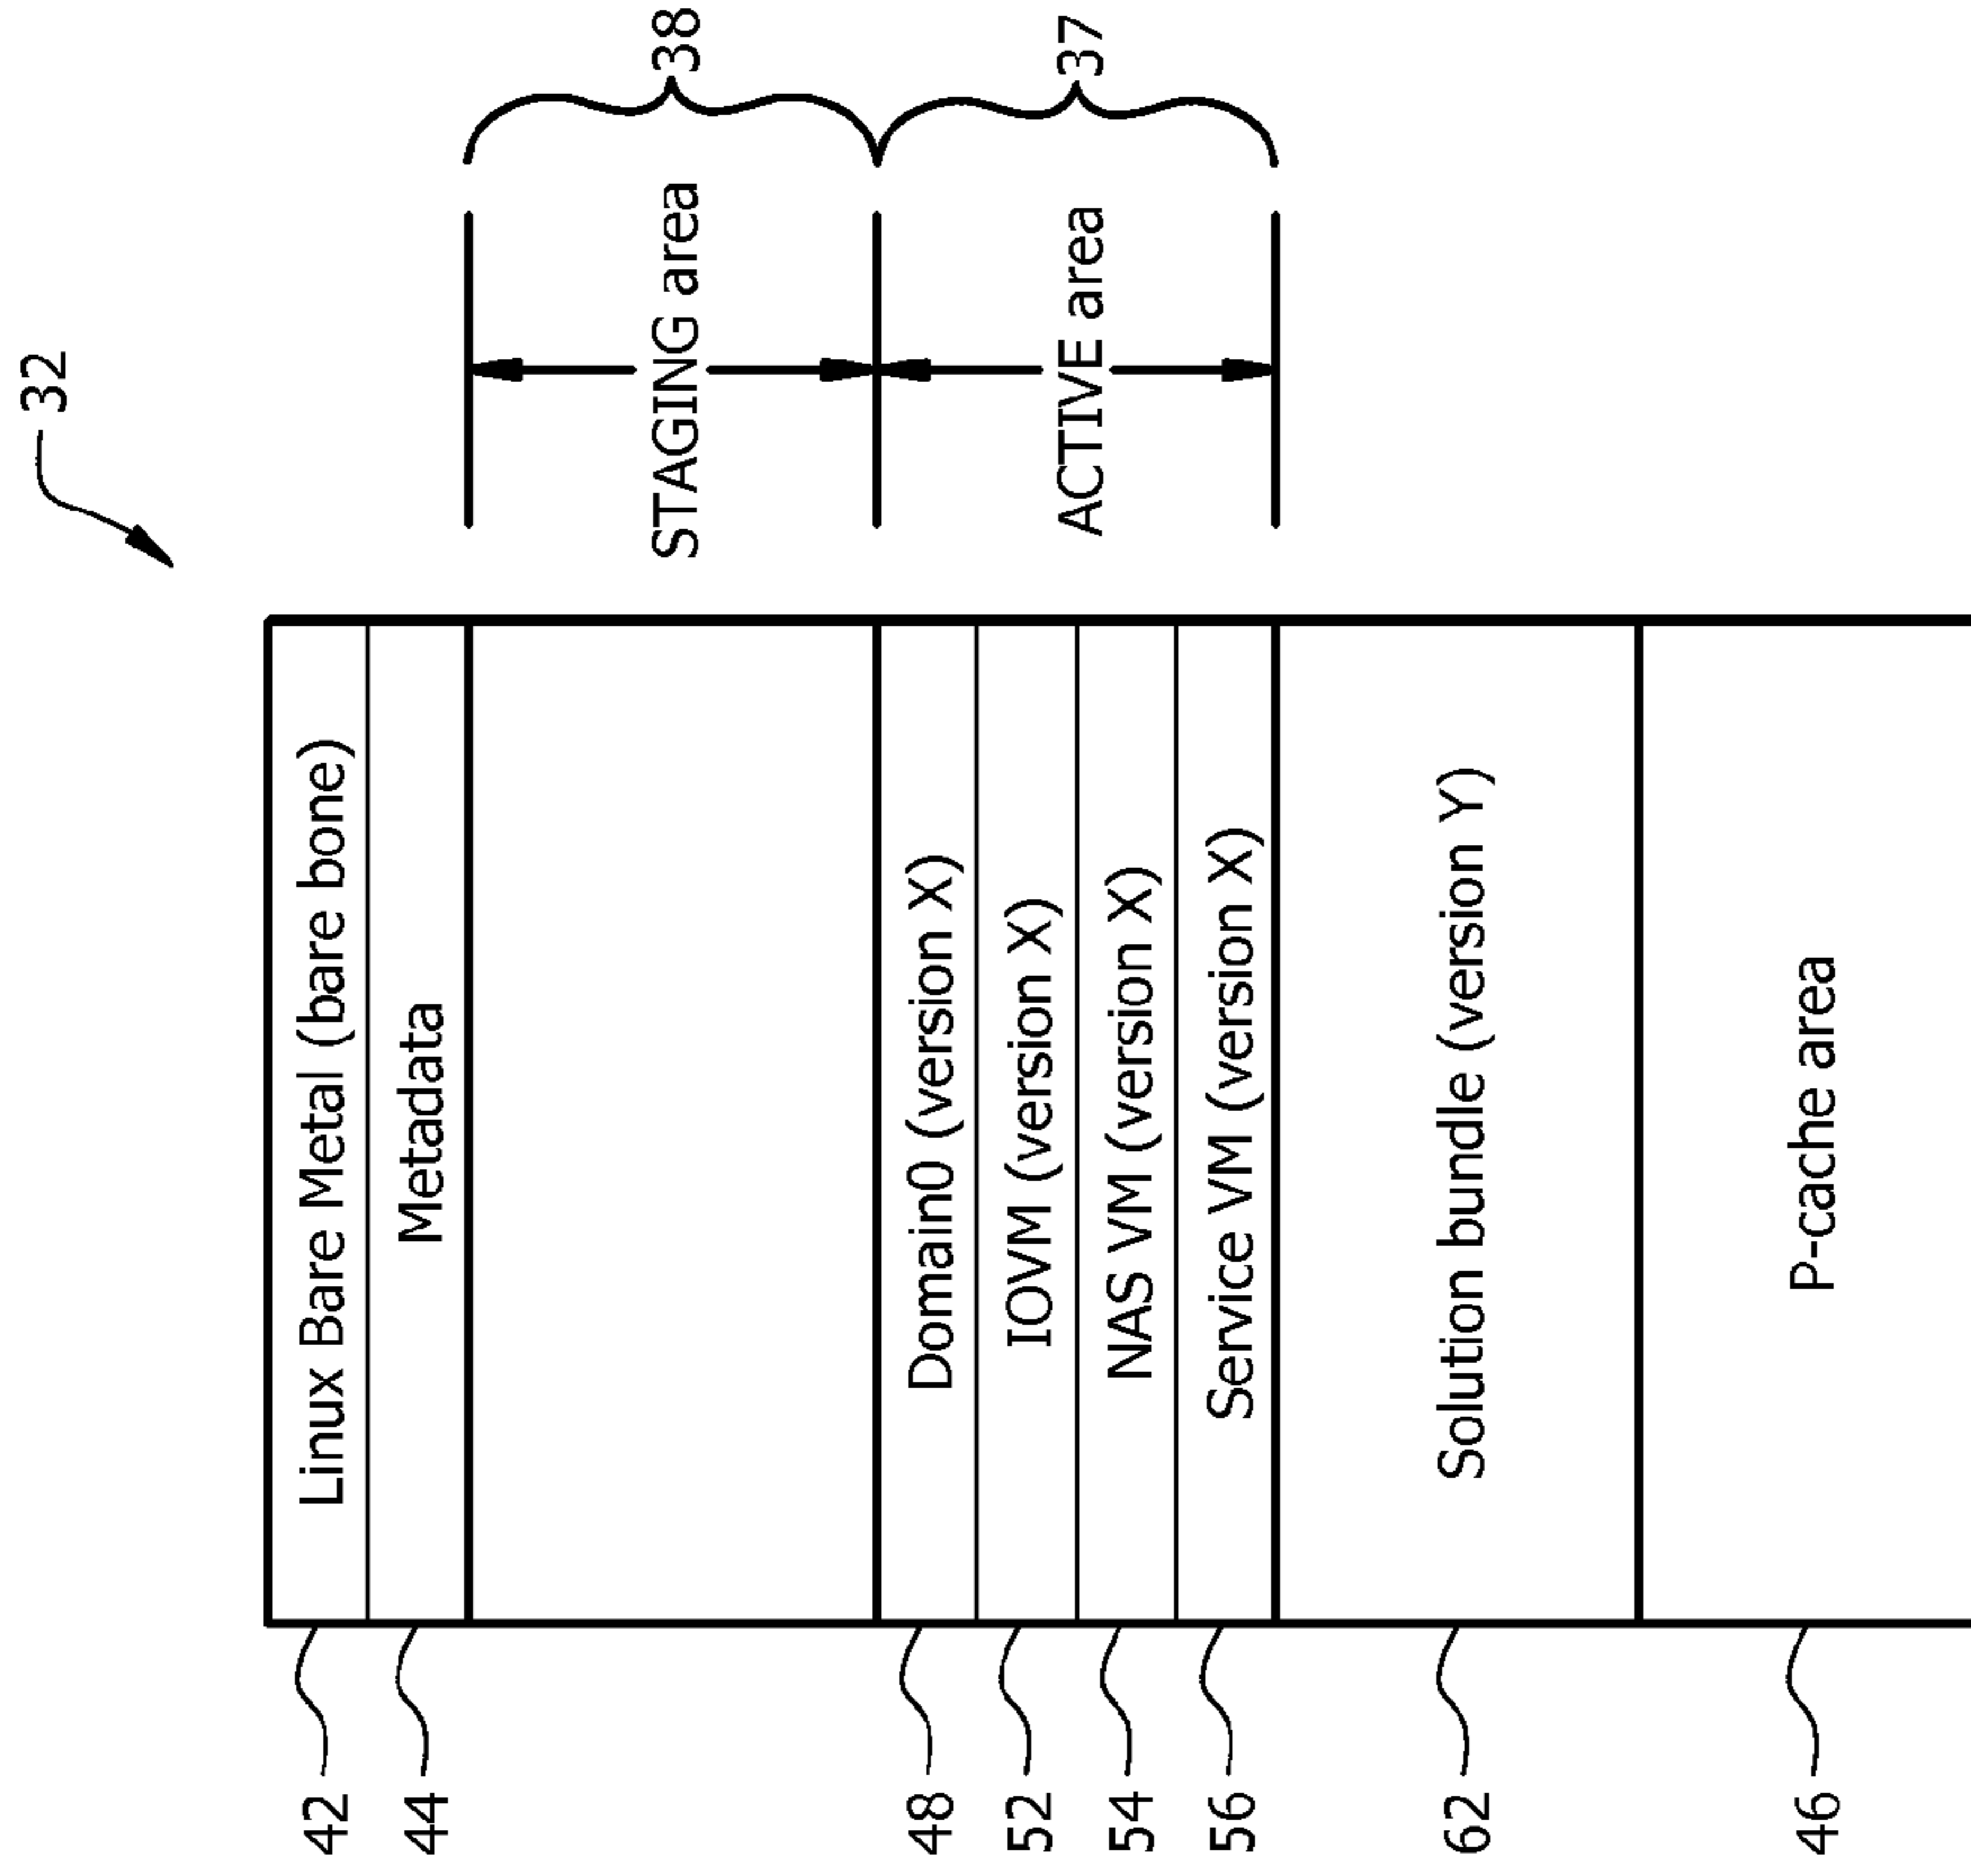 32
42
Linux Bare Metal (bare bone)
44
Metadata
STAGING area
38
48
Domain0 (version X)
52
IOVM (version X)
54
NAS VM (version X)
56
Service VM (version X)
ACTIVE area
37
62
Solution bundle (version Y)
46
P-cache area